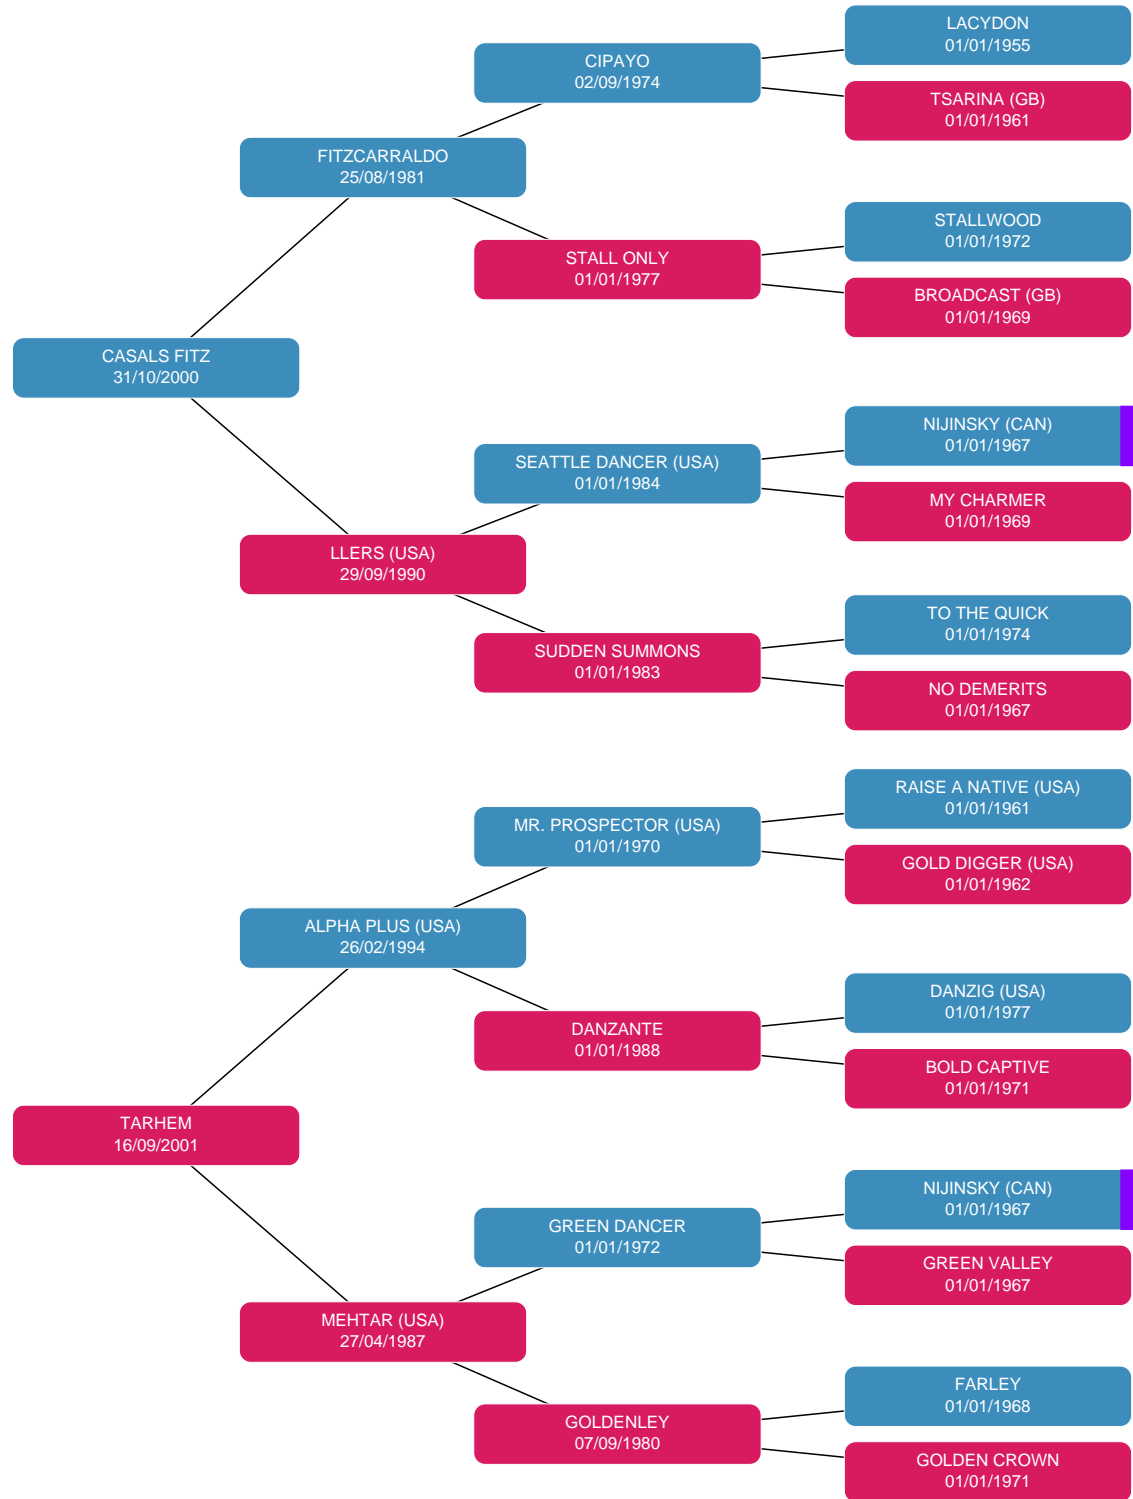 LACYDON
01/01/1955
CIPAYO
02/09/1974
TSARINA (GB)
01/01/1961
FITZCARRALDO
25/08/1981
STALLWOOD
01/01/1972
STALL ONLY
01/01/1977
BROADCAST (GB)
01/01/1969
CASALS FITZ
31/10/2000
NIJINSKY (CAN)
01/01/1967
SEATTLE DANCER (USA)
01/01/1984
MY CHARMER
01/01/1969
LLERS (USA)
29/09/1990
TO THE QUICK
01/01/1974
SUDDEN SUMMONS
01/01/1983
NO DEMERITS
01/01/1967
RAISE A NATIVE (USA)
01/01/1961
MR. PROSPECTOR (USA)
01/01/1970
GOLD DIGGER (USA)
01/01/1962
ALPHA PLUS (USA)
26/02/1994
DANZIG (USA)
01/01/1977
DANZANTE
01/01/1988
BOLD CAPTIVE
01/01/1971
TARHEM
16/09/2001
NIJINSKY (CAN)
01/01/1967
GREEN DANCER
01/01/1972
GREEN VALLEY
01/01/1967
MEHTAR (USA)
27/04/1987
FARLEY
01/01/1968
GOLDENLEY
07/09/1980
GOLDEN CROWN
01/01/1971